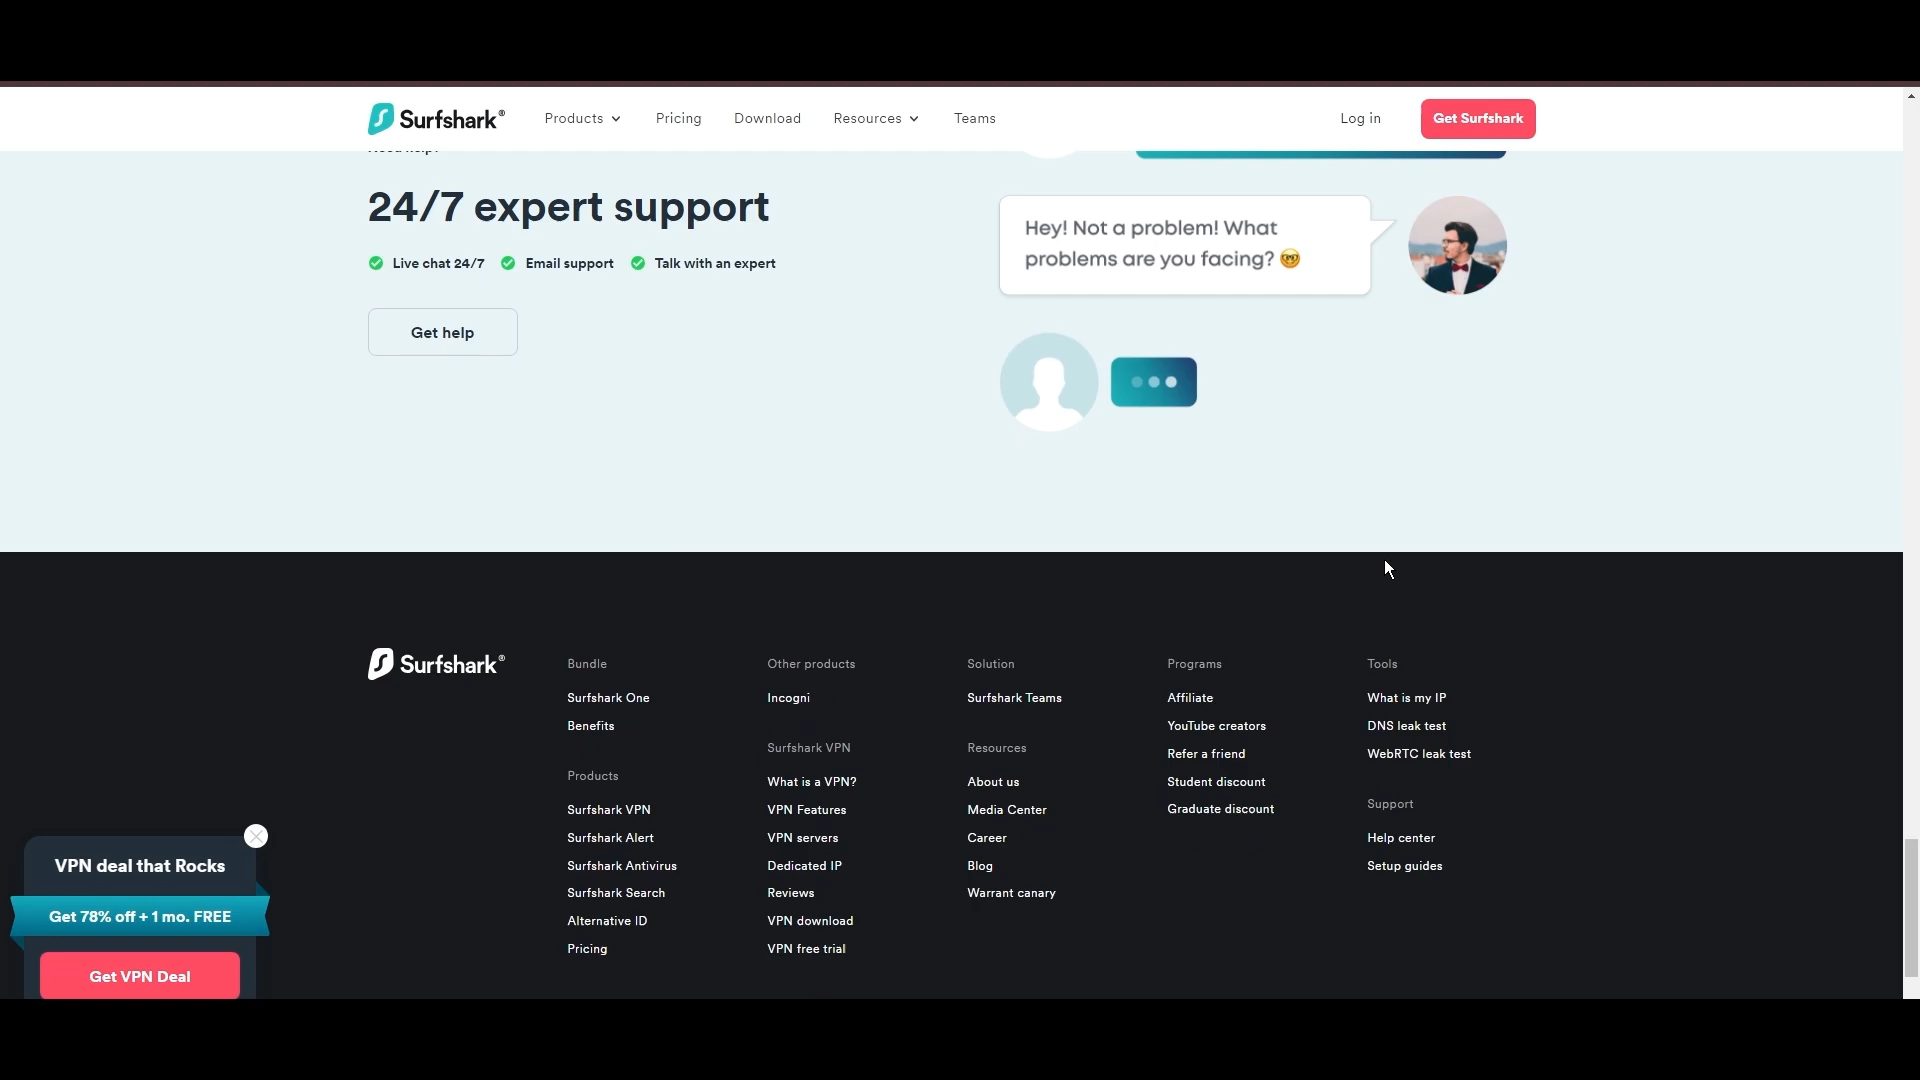 Surfshark®
Products
Pricing
Download
Resources
Teams
Log in
Get Surfshark
24/7 expert support
Live chat 24/7
Email support
Talk with an expert
Get help
Hey! Not a problem! What
problems are you facing? 🤓
Surfshark®
Bundle
Surfshark One
Benefits
Products
Surfshark VPN
Surfshark Alert
Surfshark Antivirus
Surfshark Search
Alternative ID
Pricing
Other products
Incogni
Surfshark VPN
What is a VPN?
VPN Features
VPN servers
Dedicated IP
Reviews
VPN download
VPN free trial
Solution
Surfshark Teams
Resources
About us
Media Center
Career
Blog
Warrant canary
Programs
Affiliate
YouTube creators
Refer a friend
Student discount
Graduate discount
Tools
What is my IP
DNS leak test
WebRTC leak test
Support
Help center
Setup guides
VPN deal that Rocks
Get 78% off + 1 mo. FREE
Get VPN Deal